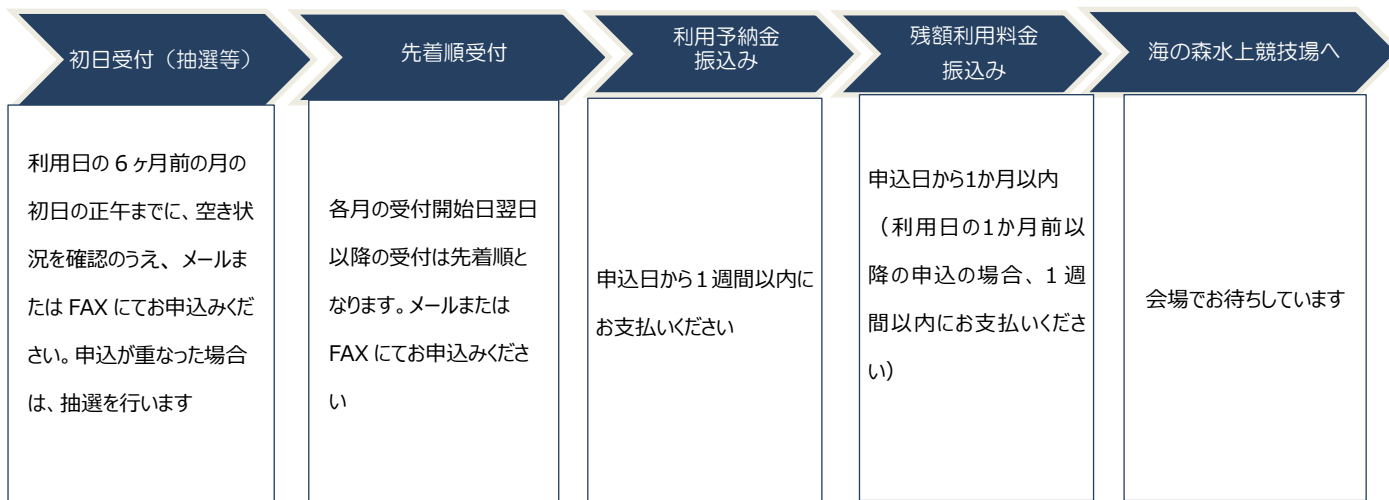 初日受付（抽選等）
先着順受付
利用予納金
振込み
残額利用料金
振込み
海の森水上競技場へ
利用日の６ヶ月前の月の
初日の正午までに、空き状
況を確認のうえ、メールま
たは FAX にてお申込みくだ
さい。申込が重なった場合
は、抽選を行います
各月の受付開始日翌日
以降の受付は先着順と
なります。メールまたは
FAX にてお申込みくださ
い
申込日から１週間以内に
お支払いください
申込日から1か月以内
（利用日の1か月前以
降の申込の場合、１週
間以内にお支払いくださ
い）
会場でお待ちしています